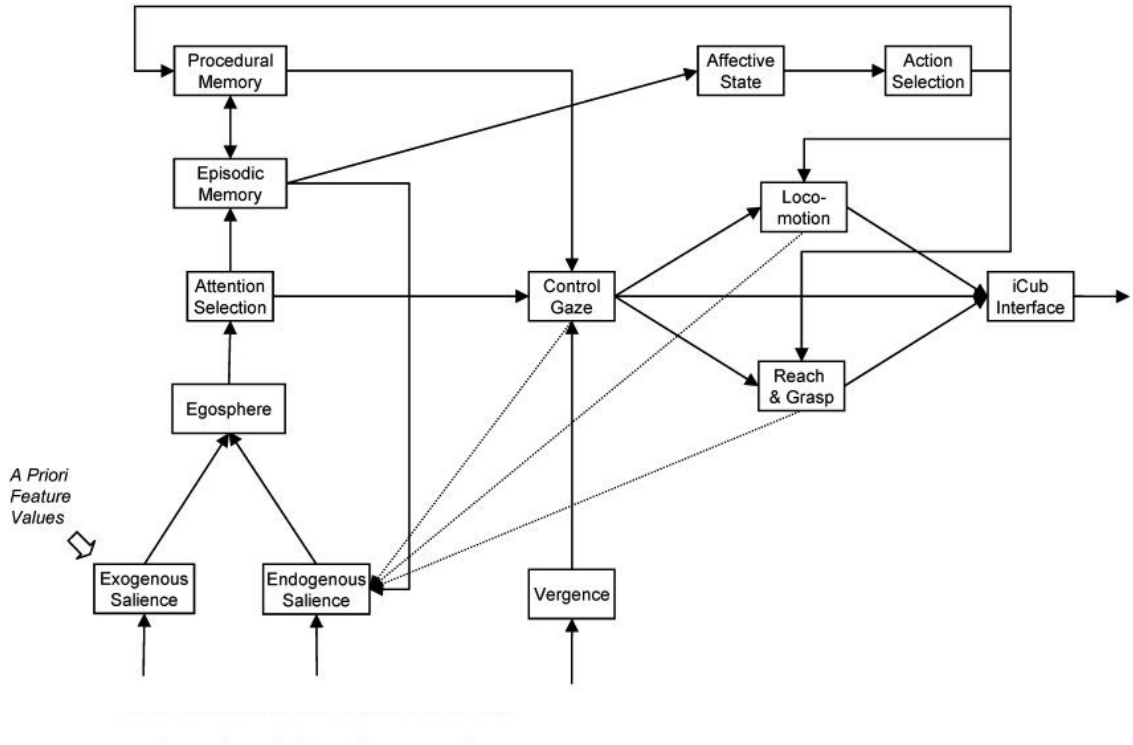 Procedural
Memory
Affective
State
Action
Selection
Episodic
Memory
Loco-
motion
Attention
Selection
Control
Gaze
iCub
Interface
Reach
& Grasp
Egosphere
A Priori
Feature
Values
Exogenous
Salience
Endogenous
Salience
Vergence